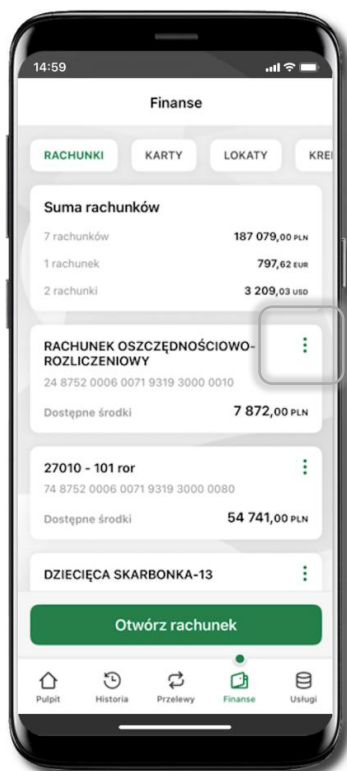 14:59
Finanse
RACHUNKI KARTY LOKATY KRE
Suma rachunków
7 rachunków 187 079,00 PLN
1 rachunek 797,62 EUR
2 rachunki 3 209,03 USD
RACHUNEK OSZCZĘDNOŚCIOWO-
ROZLICZENIOWY
24 8752 0006 0071 9319 3000 0010
Dostępne środki 7 872,00 PLN
27010 - 101 ror
74 8752 0006 0071 9319 3000 0080
Dostępne środki 54 741,00 PLN
DZIECIĘCA SKARBONKA-13
Otwórz rachunek
Pulpit Historia Przelewy Finanse Usługi